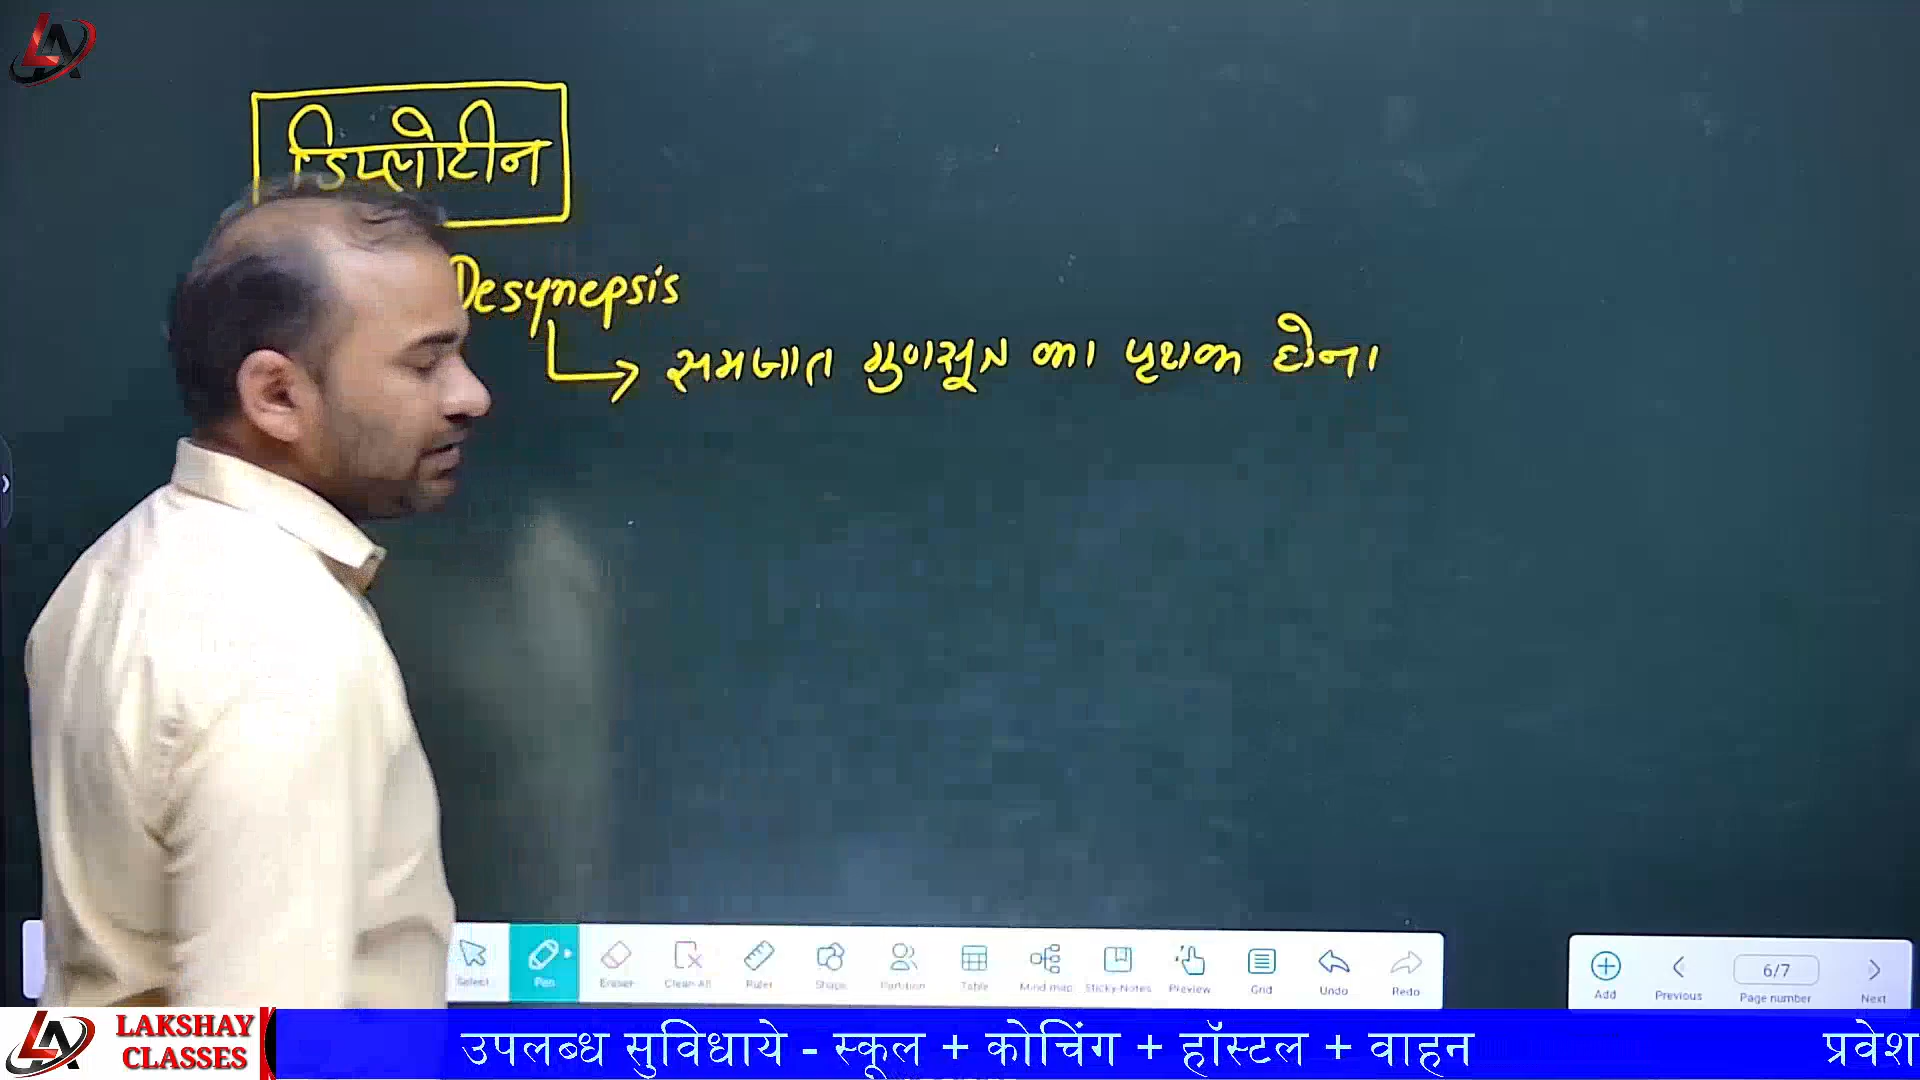 डिप्लोटीन
Desynepsis
समजात गुणसूत्र का पृथक होना
Select
Pen
Eraser
Clean All
Ruler
Shape
Partition
Table
Mind map
Sticky Notes
Preview
Grid
Undo
Redo
Add
Previous
6/7
Page number
Next
LAKSHAY
CLASSES
उपलब्ध सुविधाये - स्कूल + कोचिंग + हॉस्टल + वाहन
प्रवेश